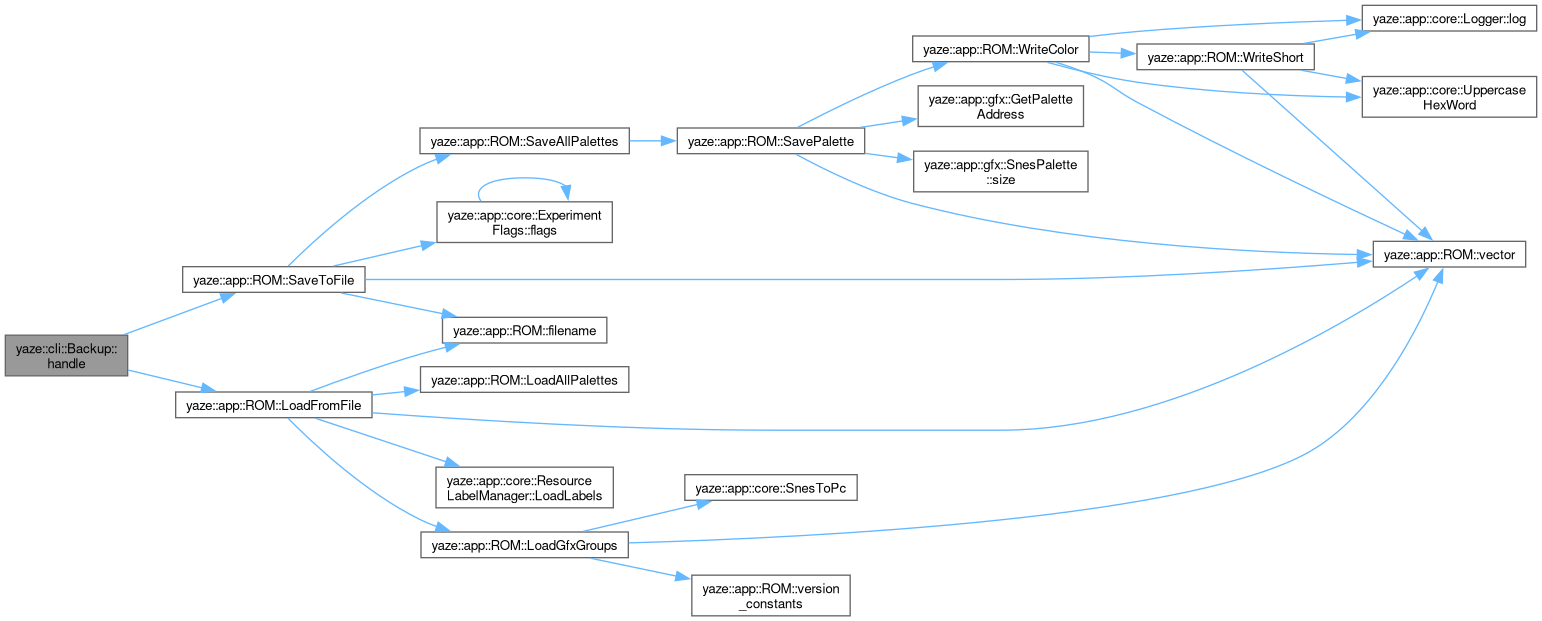 yaze::app::core::Logger::log
yaze::app::ROM::WriteColor
yaze::app::ROM::WriteShort
yaze::app::core::Uppercase
HexWord
yaze::app::gfx::GetPalette
Address
yaze::app::ROM::SaveAllPalettes
yaze::app::ROM::SavePalette
yaze::app::gfx::SnesPalette
::size
yaze::app::core::Experiment
Flags::flags
yaze::app::ROM::vector
yaze::app::ROM::SaveToFile
yaze::app::ROM::filename
yaze::cli::Backup::
handle
yaze::app::ROM::LoadAllPalettes
yaze::app::ROM::LoadFromFile
yaze::app::core::Resource
LabelManager::LoadLabels
yaze::app::core::SnesToPc
yaze::app::ROM::LoadGfxGroups
yaze::app::ROM::version
_constants